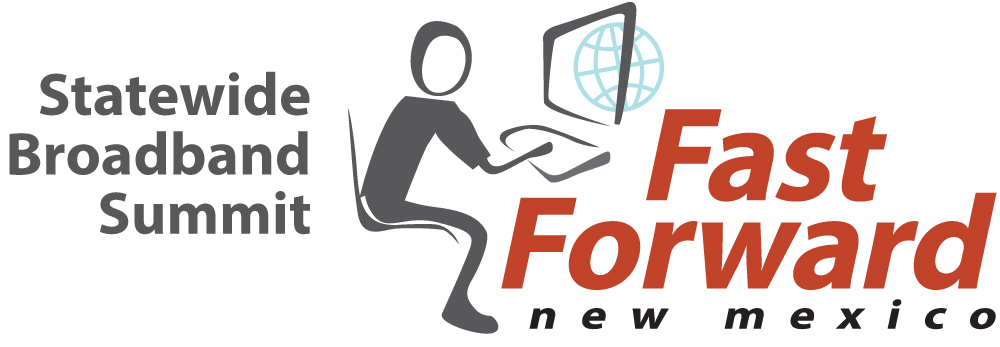 Statewide
Broadband
Summit
Fast
Forward
new mexico